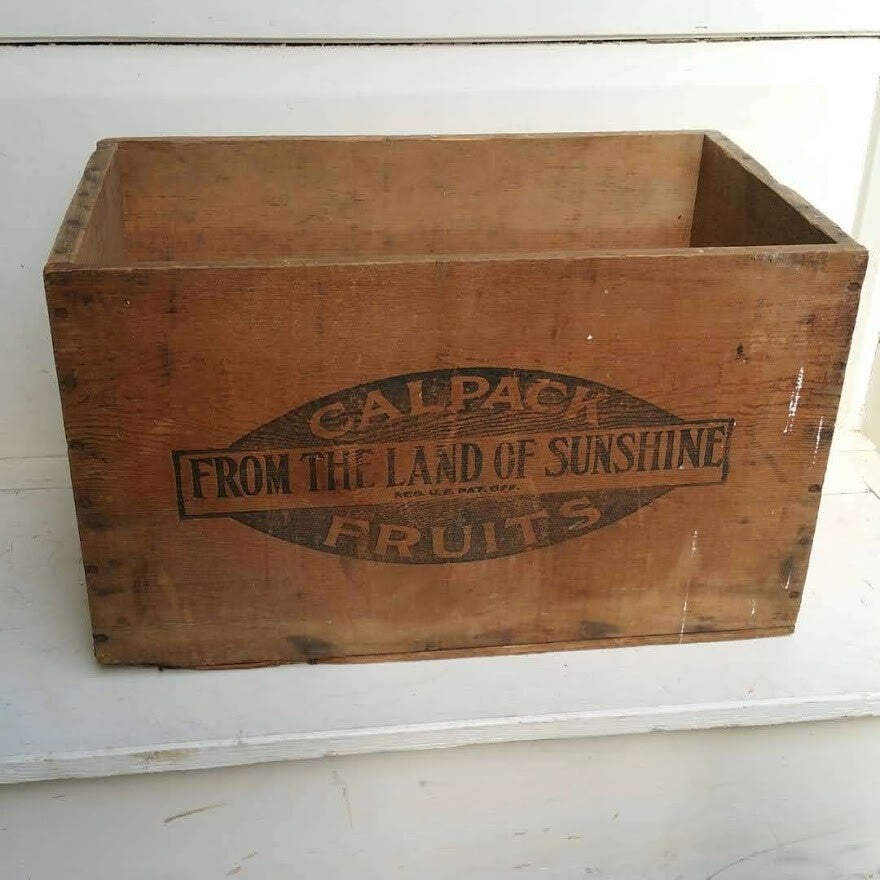 CALPACK
FROM THE LAND OF SUNSHINE
REG. U.S. PAT. OFF.
FRUITS